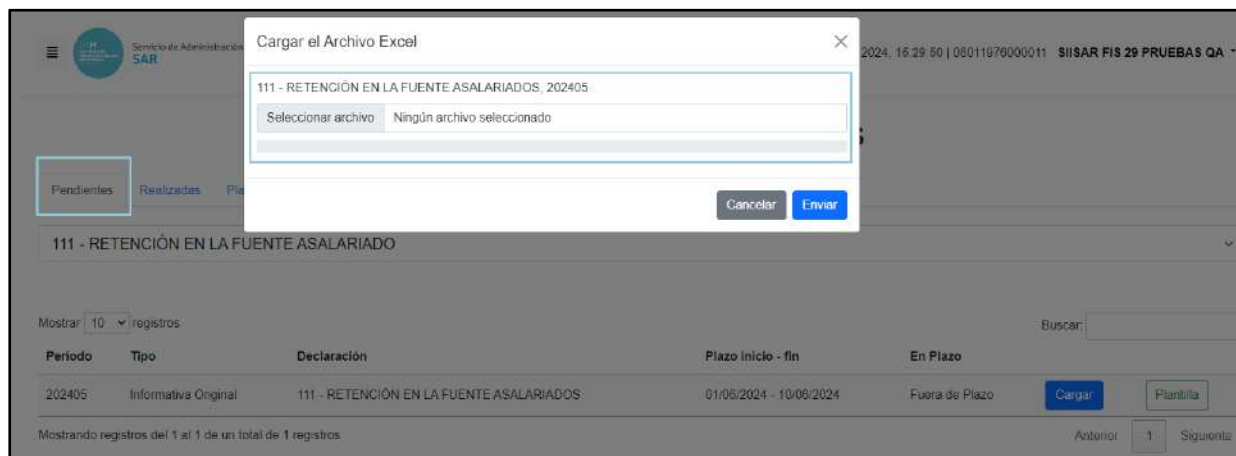 Servicio de Administración
SAR
Cargar el Archivo Excel
2024, 16:29:50 | 08011976000011 SIISAR FIS 29 PRUEBAS QA
111 - RETENCIÓN EN LA FUENTE ASALARIADOS, 202405
Seleccionar archivo Ningún archivo seleccionado
S
Pendientes Realizadas Pla
Cancelar Enviar
111 - RETENCIÓN EN LA FUENTE ASALARIADO
Mostrar 10 registros Buscar:
Periodo Tipo Declaración Plazo inicio - fin En Plazo
202405 Informativa Original 111 - RETENCIÓN EN LA FUENTE ASALARIADOS 01/06/2024 - 10/06/2024 Fuera de Plazo Cargar Plantilla
Mostrando registros del 1 al 1 de un total de 1 registros Anterior 1 Siguiente